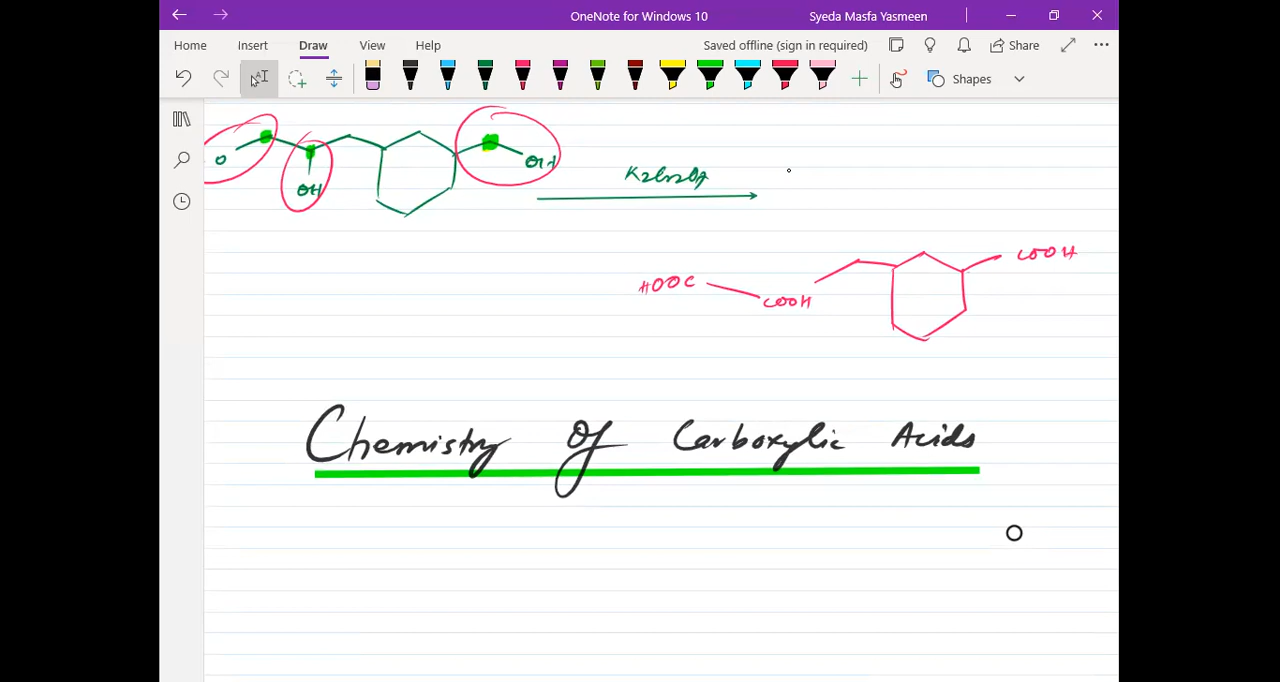 OneNote for Windows 10
Syeda Masfa Yasmeen
Home Insert Draw View Help
Saved offline (sign in required)
Share
Shapes
O
OH
OH
K2Cr2O7
COOH
HOOC
COOH
Chemistry Of Carboxylic Acids